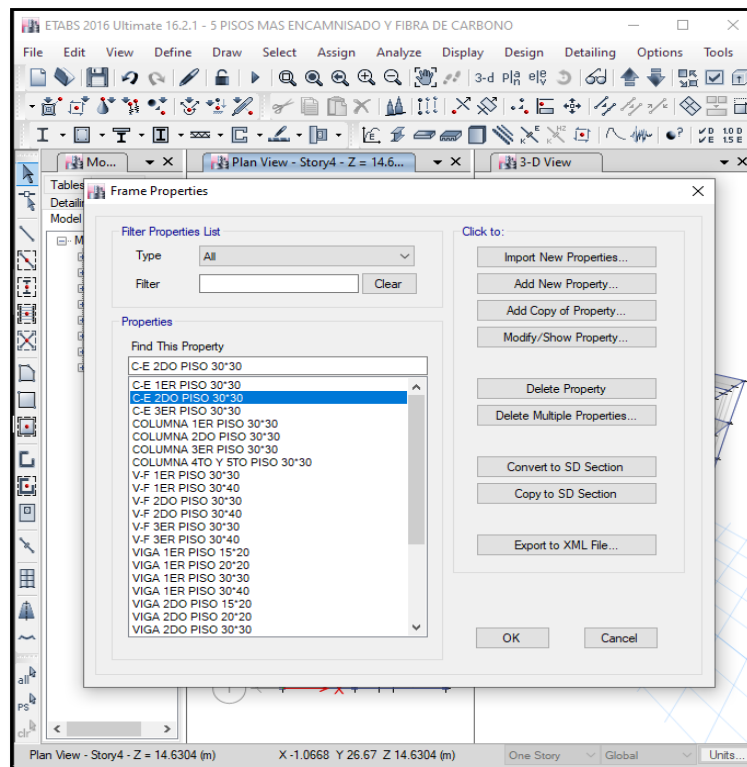 ETABS 2016 Ultimate 16.2.1 - 5 PISOS MAS ENCAMNISADO Y FIBRA DE CARBONO
File Edit View Define Draw Select Assign Analyze Display Design Detailing Options Tools
3-d
Mo...
Plan View - Story4 - Z = 14.6...
3-D View
Tables
Detaili
Model
Frame Properties
Filter Properties List
Type
All
Filter
Clear
Properties
Find This Property
C-E 2DO PISO 30*30
C-E 1ER PISO 30*30
C-E 2DO PISO 30*30
C-E 3ER PISO 30*30
COLUMNA 1ER PISO 30*30
COLUMNA 2DO PISO 30*30
COLUMNA 3ER PISO 30*30
COLUMNA 4TO Y 5TO PISO 30*30
V-F 1ER PISO 30*30
V-F 1ER PISO 30*40
V-F 2DO PISO 30*30
V-F 2DO PISO 30*40
V-F 3ER PISO 30*30
V-F 3ER PISO 30*40
VIGA 1ER PISO 15*20
VIGA 1ER PISO 20*20
VIGA 1ER PISO 30*30
VIGA 1ER PISO 30*40
VIGA 2DO PISO 15*20
VIGA 2DO PISO 20*20
VIGA 2DO PISO 30*30
Click to:
Import New Properties...
Add New Property...
Add Copy of Property...
Modify/Show Property...
Delete Property
Delete Multiple Properties...
Convert to SD Section
Copy to SD Section
Export to XML File...
OK
Cancel
all
PS
clr
X
Plan View - Story4 - Z = 14.6304 (m)
X -1.0668 Y 26.67 Z 14.6304 (m)
One Story
Global
Units...